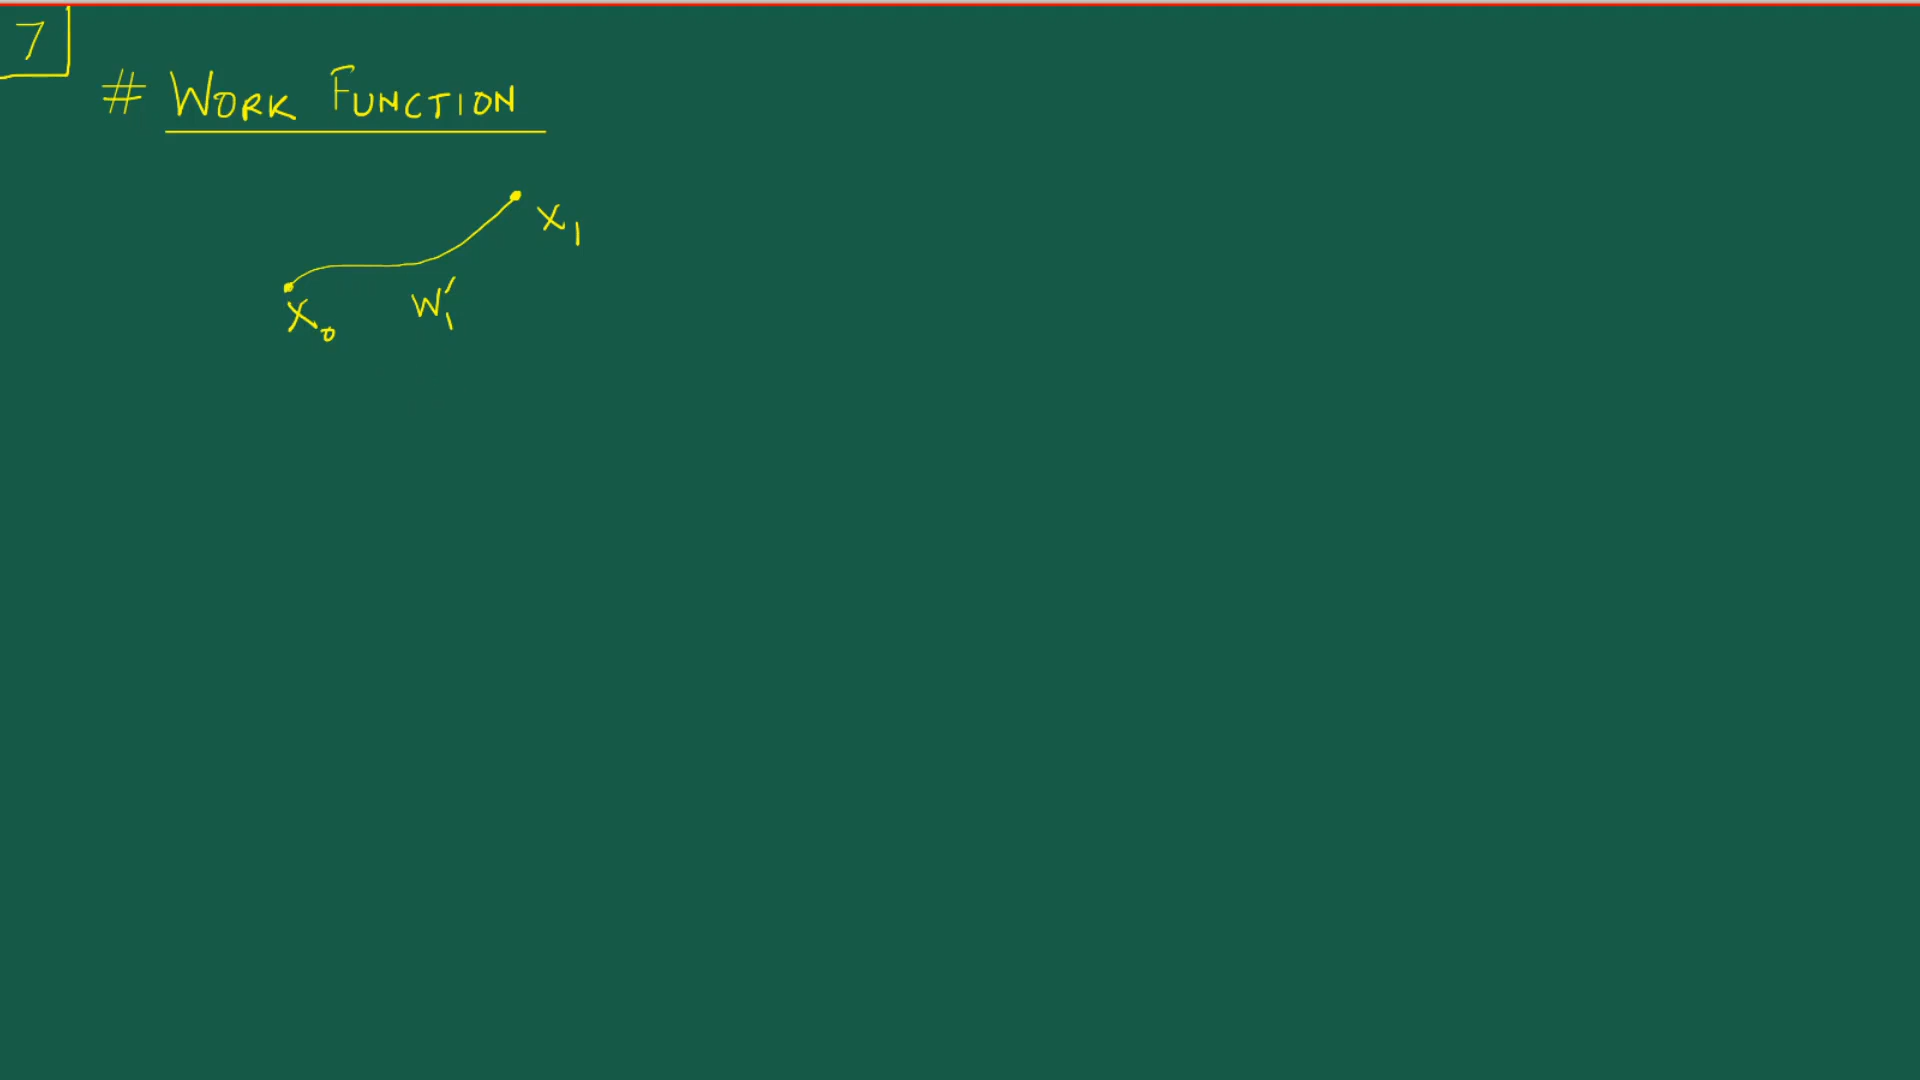 7
# WORK FUNCTION
x₁
W₁′
x₀